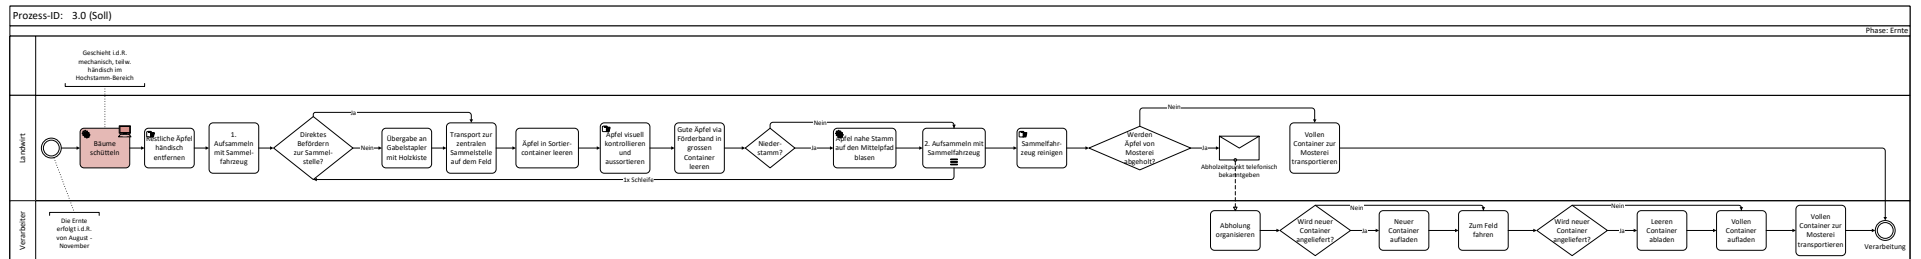 Prozess-ID: 3.0 (Soll)
Phase: Ernte
Geschieht i.d.R.
mechanisch, teilw.
händisch im
Hochstamm-Bereich
Landwirt
Bäume
schütteln
Restliche Äpfel
händisch
entfernen
1.
Aufsammeln
mit Sammel-
fahrzeug
Direktes
Befördern
zur Sammel-
stelle?
Ja
Nein
Übergabe an
Gabelstapler
mit Holzkiste
Transport zur
zentralen
Sammelstelle
auf dem Feld
Äpfel in Sortier-
container leeren
Äpfel visuell
kontrollieren
und
aussortieren
Gute Äpfel via
Förderband in
grossen
Container
leeren
Nieder-
stamm?
Nein
Ja
Äpfel nahe Stamm
auf den Mittelpfad
blasen
2. Aufsammeln mit
Sammelfahrzeug
1x Schleife
Sammelfahr-
zeug reinigen
Werden
Äpfel von
Mosterei
abgeholt?
Nein
Ja
Abholzeitpunkt telefonisch
bekanntgeben
Vollen
Container zur
Mosterei
transportieren
Die Ernte
erfolgt i.d.R.
von August -
November
Verarbeiter
Abholung
organisieren
Wird neuer
Container
angeliefert?
Nein
Ja
Neuer
Container
aufladen
Zum Feld
fahren
Wird neuer
Container
angeliefert?
Nein
Ja
Leeren
Container
abladen
Vollen
Container
aufladen
Vollen
Container zur
Mosterei
transportieren
Verarbeitung